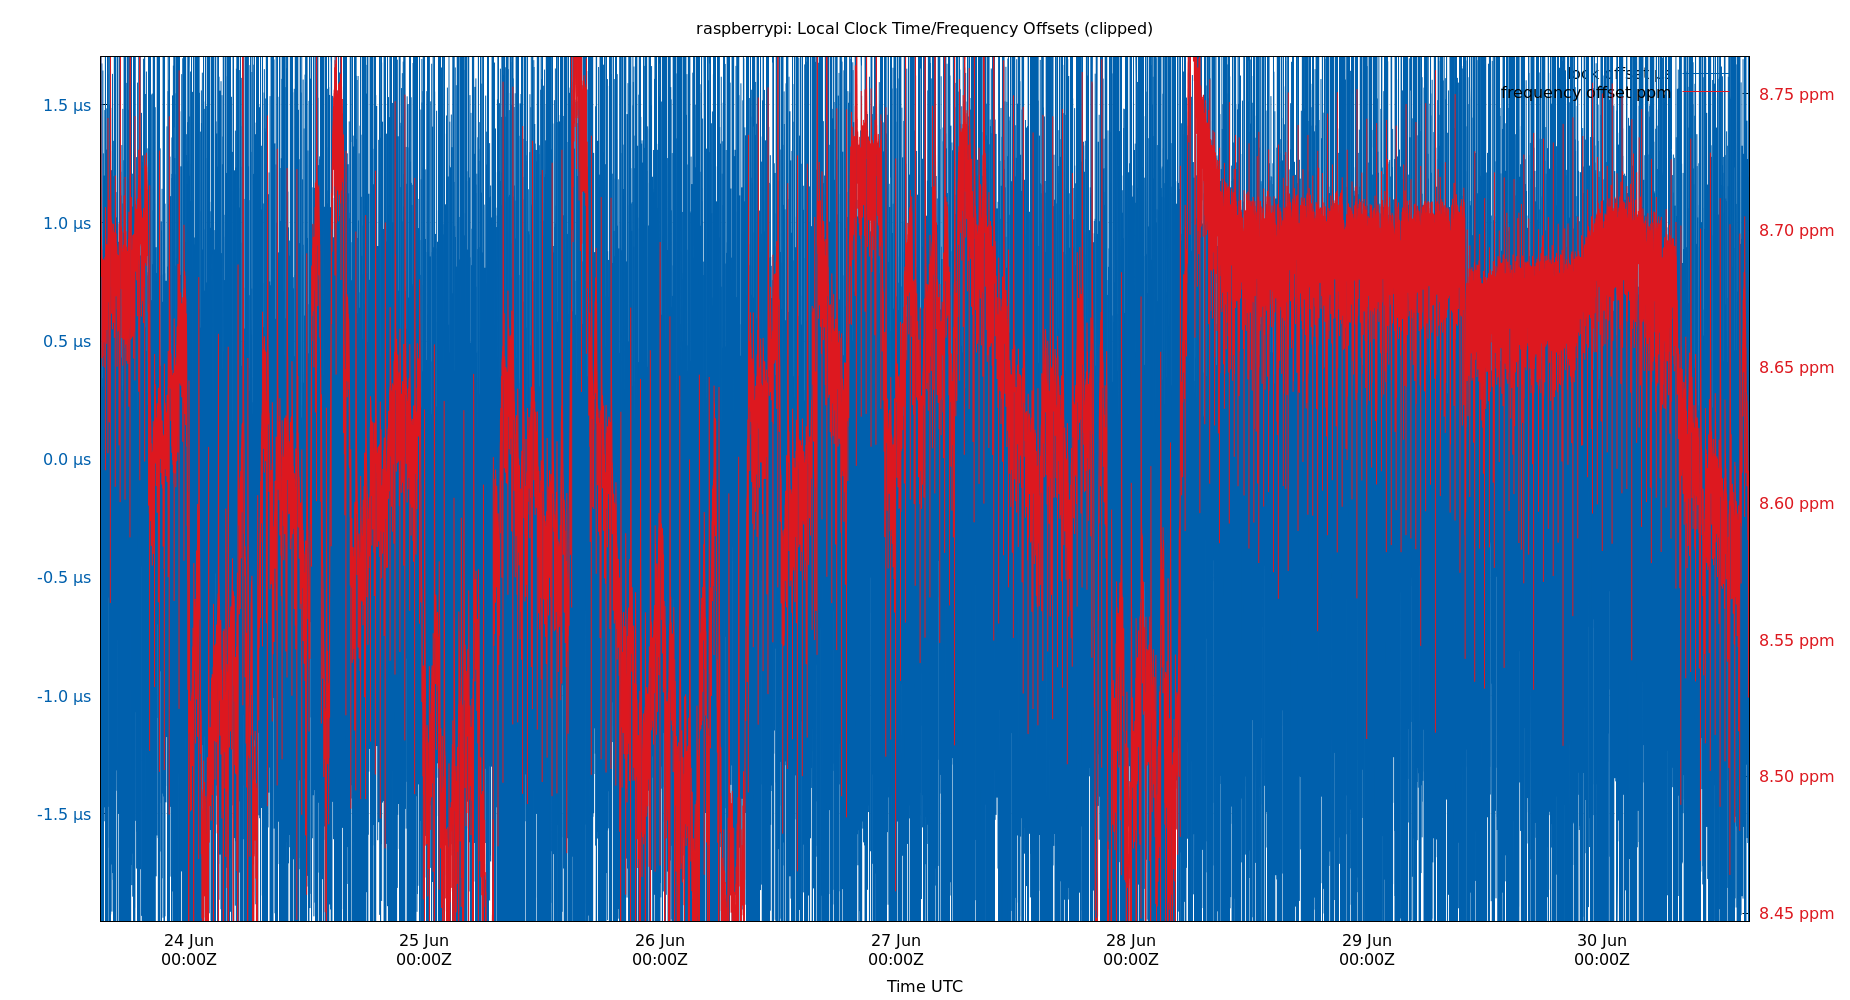 raspberrypi: Local Clock Time/Frequency Offsets (clipped)
clock offset µs
frequency offset ppm
1.5 µs
1.0 µs
0.5 µs
0.0 µs
-0.5 µs
-1.0 µs
-1.5 µs
8.75 ppm
8.70 ppm
8.65 ppm
8.60 ppm
8.55 ppm
8.50 ppm
8.45 ppm
24 Jun 25 Jun 26 Jun 27 Jun 28 Jun 29 Jun 30 Jun
00:00Z 00:00Z 00:00Z 00:00Z 00:00Z 00:00Z 00:00Z
Time UTC